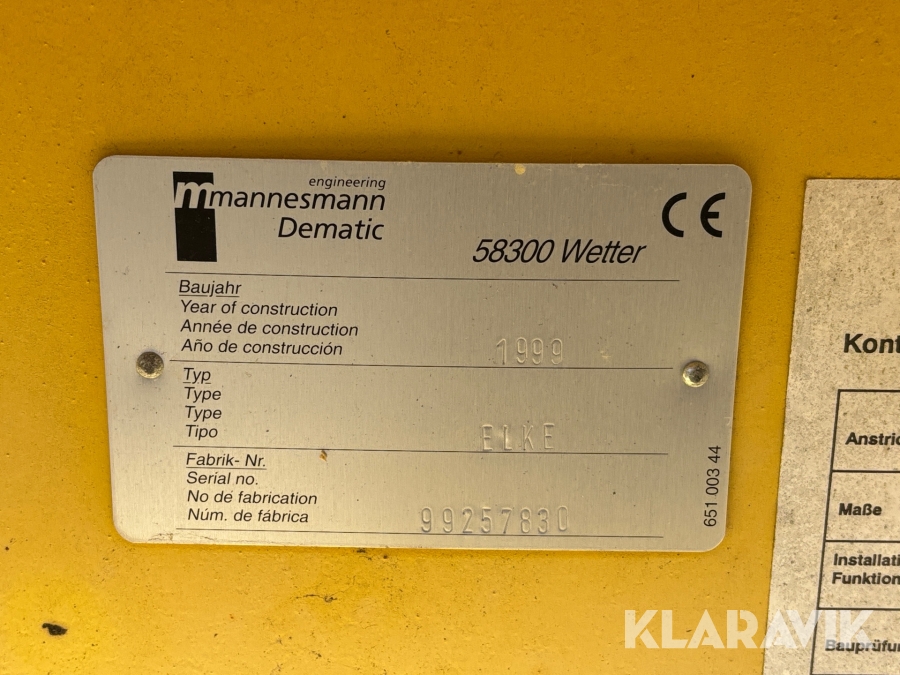 engineering
mannesmann
Dematic
58300 Wetter
CE
Baujahr
Year of construction
Année de construction
Año de construcción
1999
Typ
Type
Type
Tipo
ELKE
Fabrik- Nr.
Serial no.
No de fabrication
Núm. de fábrica
99257830
651 003 44
Kont
Anstri
Maße
Installati
Funktion
Bauprüfu
KLARAVIK